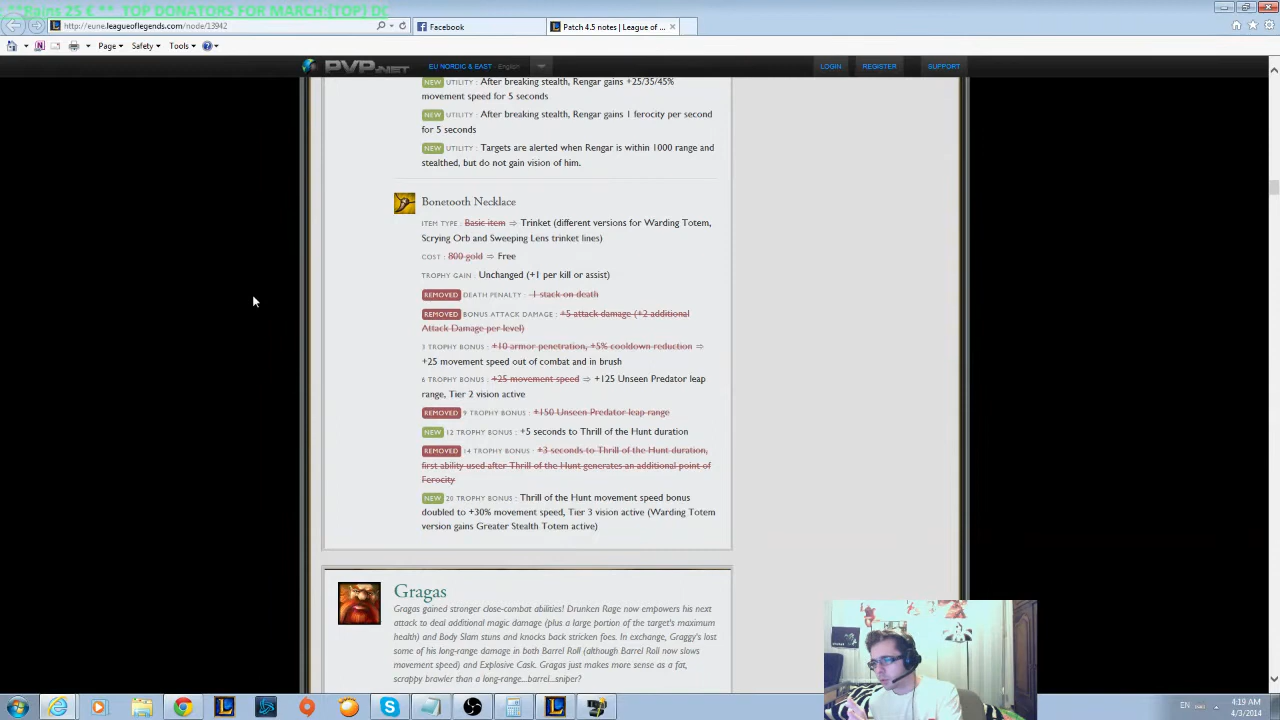 **Rains 25 € ** TOP DONATORS FOR MARCH:(TOP) DC
http://eune.leagueoflegends.com/node/13942
Facebook
Patch 4.5 notes | League of ...
Page
Safety
Tools
PVP.NET
EU NORDIC & EAST
English
LOGIN
REGISTER
SUPPORT
NEW UTILITY : After breaking stealth, Rengar gains +25/35/45%
movement speed for 5 seconds
NEW UTILITY : After breaking stealth, Rengar gains 1 ferocity per second
for 5 seconds
NEW UTILITY : Targets are alerted when Rengar is within 1000 range and
stealthed, but do not gain vision of him.
Bonetooth Necklace
ITEM TYPE : Basic item ⇒ Trinket (different versions for Warding Totem,
Scrying Orb and Sweeping Lens trinket lines)
COST : 800 gold ⇒ Free
TROPHY GAIN : Unchanged (+1 per kill or assist)
REMOVED DEATH PENALTY : -1 stack on death
REMOVED BONUS ATTACK DAMAGE : +5 attack damage (+2 additional
Attack Damage per level)
3 TROPHY BONUS : +10 armor penetration, +5% cooldown reduction ⇒
+25 movement speed out of combat and in brush
6 TROPHY BONUS : +25 movement speed ⇒ +125 Unseen Predator leap
range, Tier 2 vision active
REMOVED 9 TROPHY BONUS : +150 Unseen Predator leap range
NEW 12 TROPHY BONUS : +5 seconds to Thrill of the Hunt duration
REMOVED 14 TROPHY BONUS : +3 seconds to Thrill of the Hunt duration,
first ability used after Thrill of the Hunt generates an additional point of
Ferocity
NEW 20 TROPHY BONUS : Thrill of the Hunt movement speed bonus
doubled to +30% movement speed, Tier 3 vision active (Warding Totem
version gains Greater Stealth Totem active)
Gragas
Gragas gained stronger close-combat abilities! Drunken Rage now empowers his next
attack to deal additional magic damage (plus a large portion of the target's maximum
health) and Body Slam stuns and knocks back stricken foes. In exchange, Graggy's lost
some of his long-range damage in both Barrel Roll (although Barrel Roll now slows
movement speed) and Explosive Cask. Gragas just makes more sense as a fat,
scrappy brawler than a long-range...barrel...sniper?
EN
4:19 AM
4/3/2014